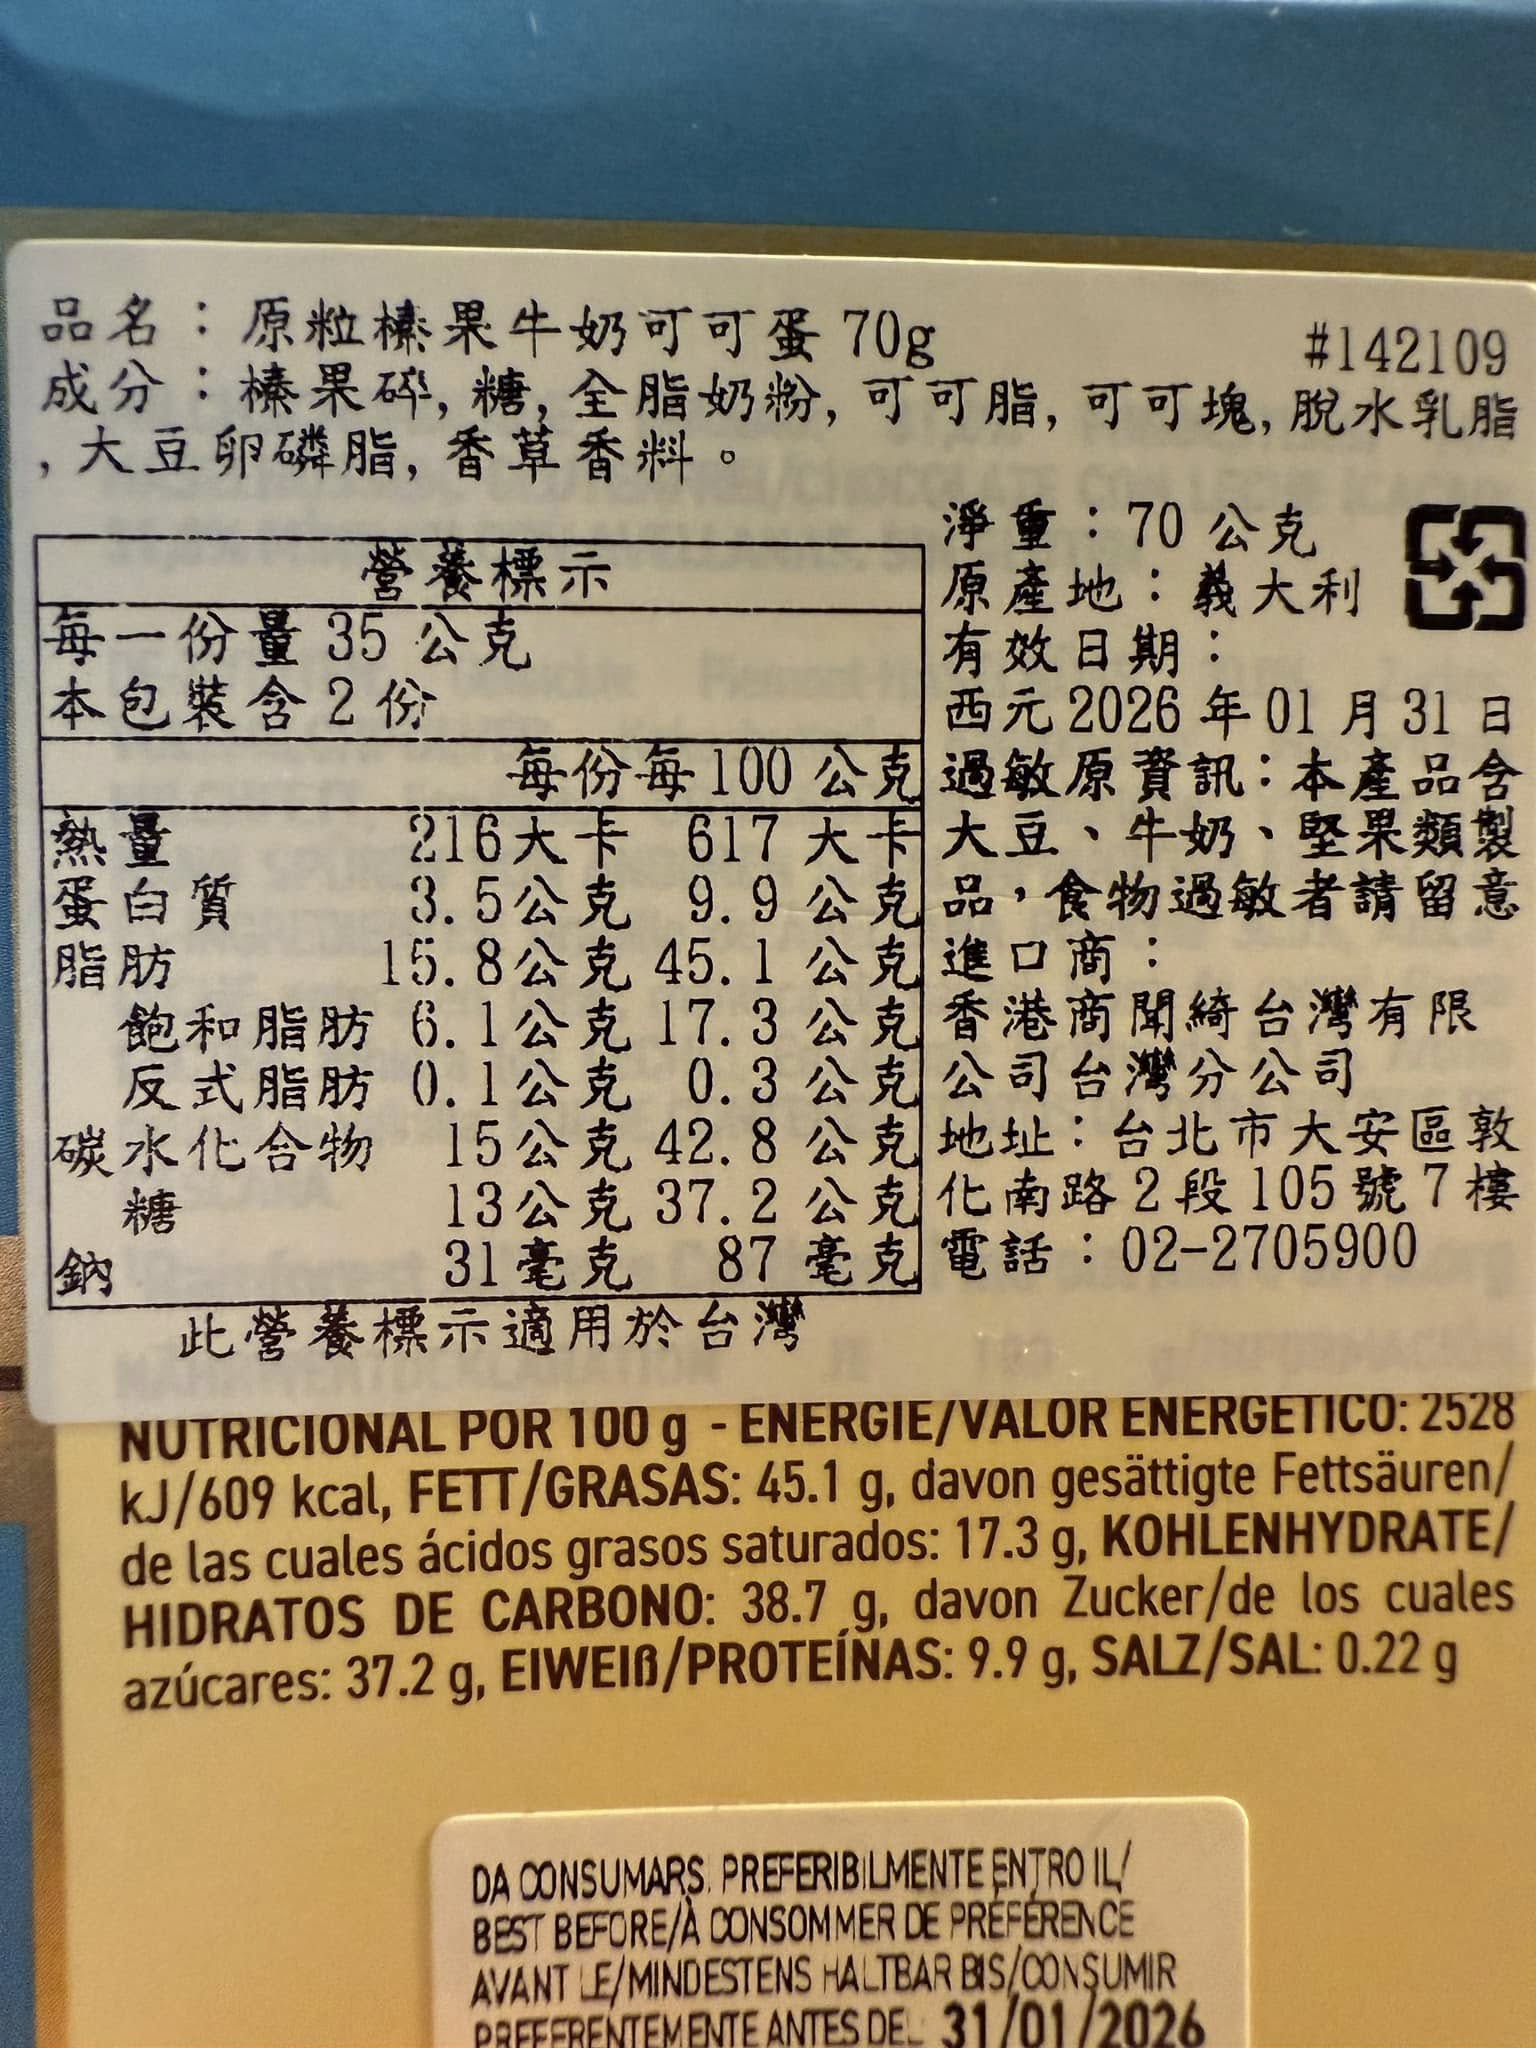 品名：原粒榛果牛奶可可蛋 70g
#142109
成分：榛果碎, 糖, 全脂奶粉, 可可脂, 可可塊, 脫水乳脂
, 大豆卵磷脂, 香草香料。
營養標示
每一份量 35 公克
本包裝含 2 份
每份 每 100 公克
熱量 216 大卡 617 大卡
蛋白質 3.5 公克 9.9 公克
脂肪 15.8 公克 45.1 公克
飽和脂肪 6.1 公克 17.3 公克
反式脂肪 0.1 公克 0.3 公克
碳水化合物 15 公克 42.8 公克
糖 13 公克 37.2 公克
鈉 31 毫克 87 毫克
此營養標示適用於台灣
淨重：70 公克
原產地：義大利
有效日期：
西元 2026 年 01 月 31 日
過敏原資訊：本產品含
大豆、牛奶、堅果類製
品，食物過敏者請留意
進口商：
香港商聞綺台灣有限
公司台灣分公司
地址：台北市大安區敦
化南路 2 段 105 號 7 樓
電話：02-2705900
NUTRICIONAL POR 100 g - ENERGIE/VALOR ENERGETICO: 2528
kJ/609 kcal, FETT/GRASAS: 45.1 g, davon gesättigte Fettsäuren/
de las cuales ácidos grasos saturados: 17.3 g, KOHLENHYDRATE/
HIDRATOS DE CARBONO: 38.7 g, davon Zucker/de los cuales
azúcares: 37.2 g, EIWEIß/PROTEÍNAS: 9.9 g, SALZ/SAL: 0.22 g
DA CONSUMARSI PREFERIBILMENTE ENTRO IL/
BEST BEFORE/À CONSOMMER DE PRÉFÉRENCE
AVANT LE/MINDESTENS HALTBAR BIS/CONSUMIR
PREFERENTEMENTE ANTES DEL: 31/01/2026